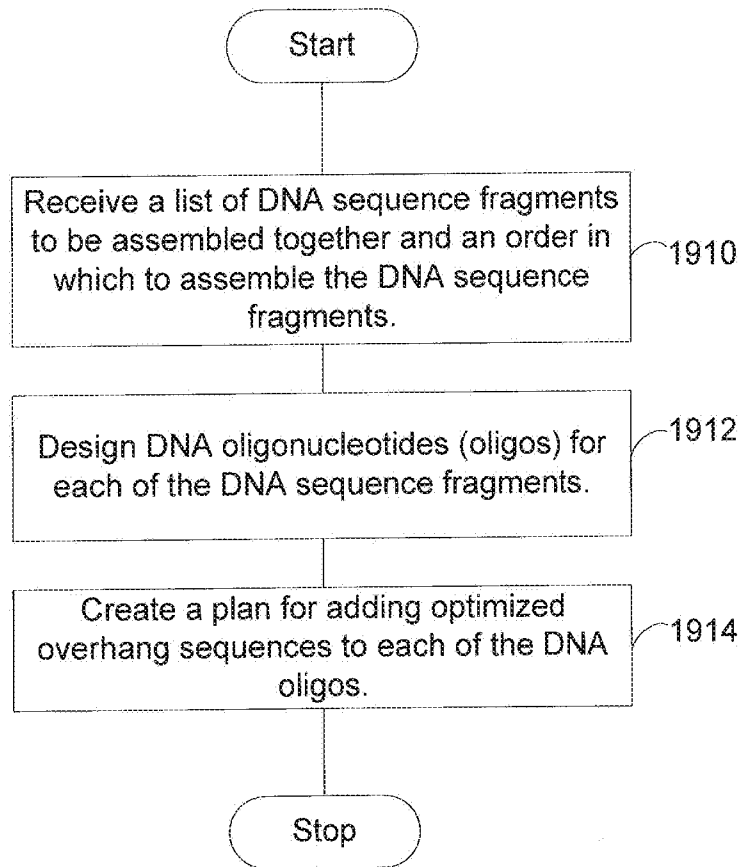 Start
Receive a list of DNA sequence fragments
to be assembled together and an order in
which to assemble the DNA sequence
fragments.
1910
Design DNA oligonucleotides (oligos) for
each of the DNA sequence fragments.
1912
Create a plan for adding optimized
overhang sequences to each of the DNA
oligos.
1914
Stop